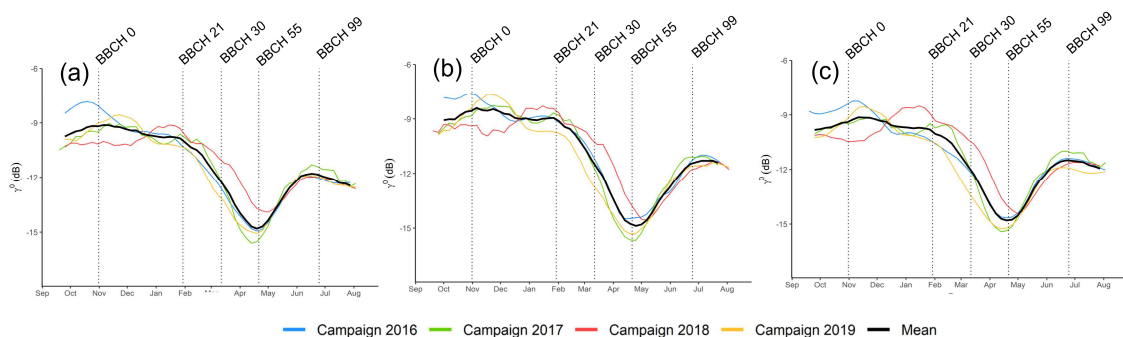 BBCH 0 BBCH 21 BBCH 30 BBCH 55 BBCH 99
(a)
-6
-9
-12
-15
γ⁰ (dB)
Sep Oct Nov Dec Jan Feb Apr May Jun Jul Aug
BBCH 0 BBCH 21 BBCH 30 BBCH 55 BBCH 99
(b)
-6
-9
-12
-15
γ⁰ (dB)
Sep Oct Nov Dec Jan Feb Mar Apr May Jun Jul Aug
BBCH 0 BBCH 21 BBCH 30 BBCH 55 BBCH 99
(c)
-6
-9
-12
-15
γ⁰ (dB)
Sep Oct Nov Dec Jan Feb Mar Apr May Jun Jul Aug
Campaign 2016 Campaign 2017 Campaign 2018 Campaign 2019 Mean